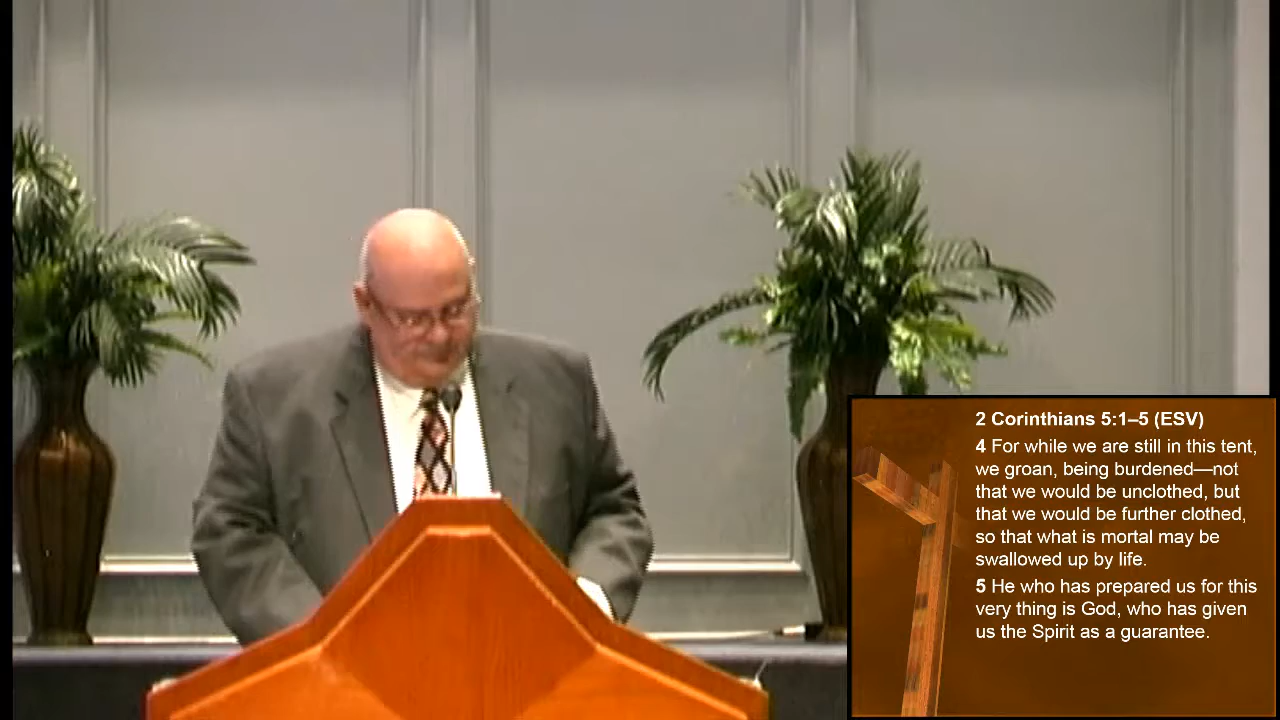 2 Corinthians 5:1–5 (ESV)
4 For while we are still in this tent,
we groan, being burdened—not
that we would be unclothed, but
that we would be further clothed,
so that what is mortal may be
swallowed up by life.
5 He who has prepared us for this
very thing is God, who has given
us the Spirit as a guarantee.